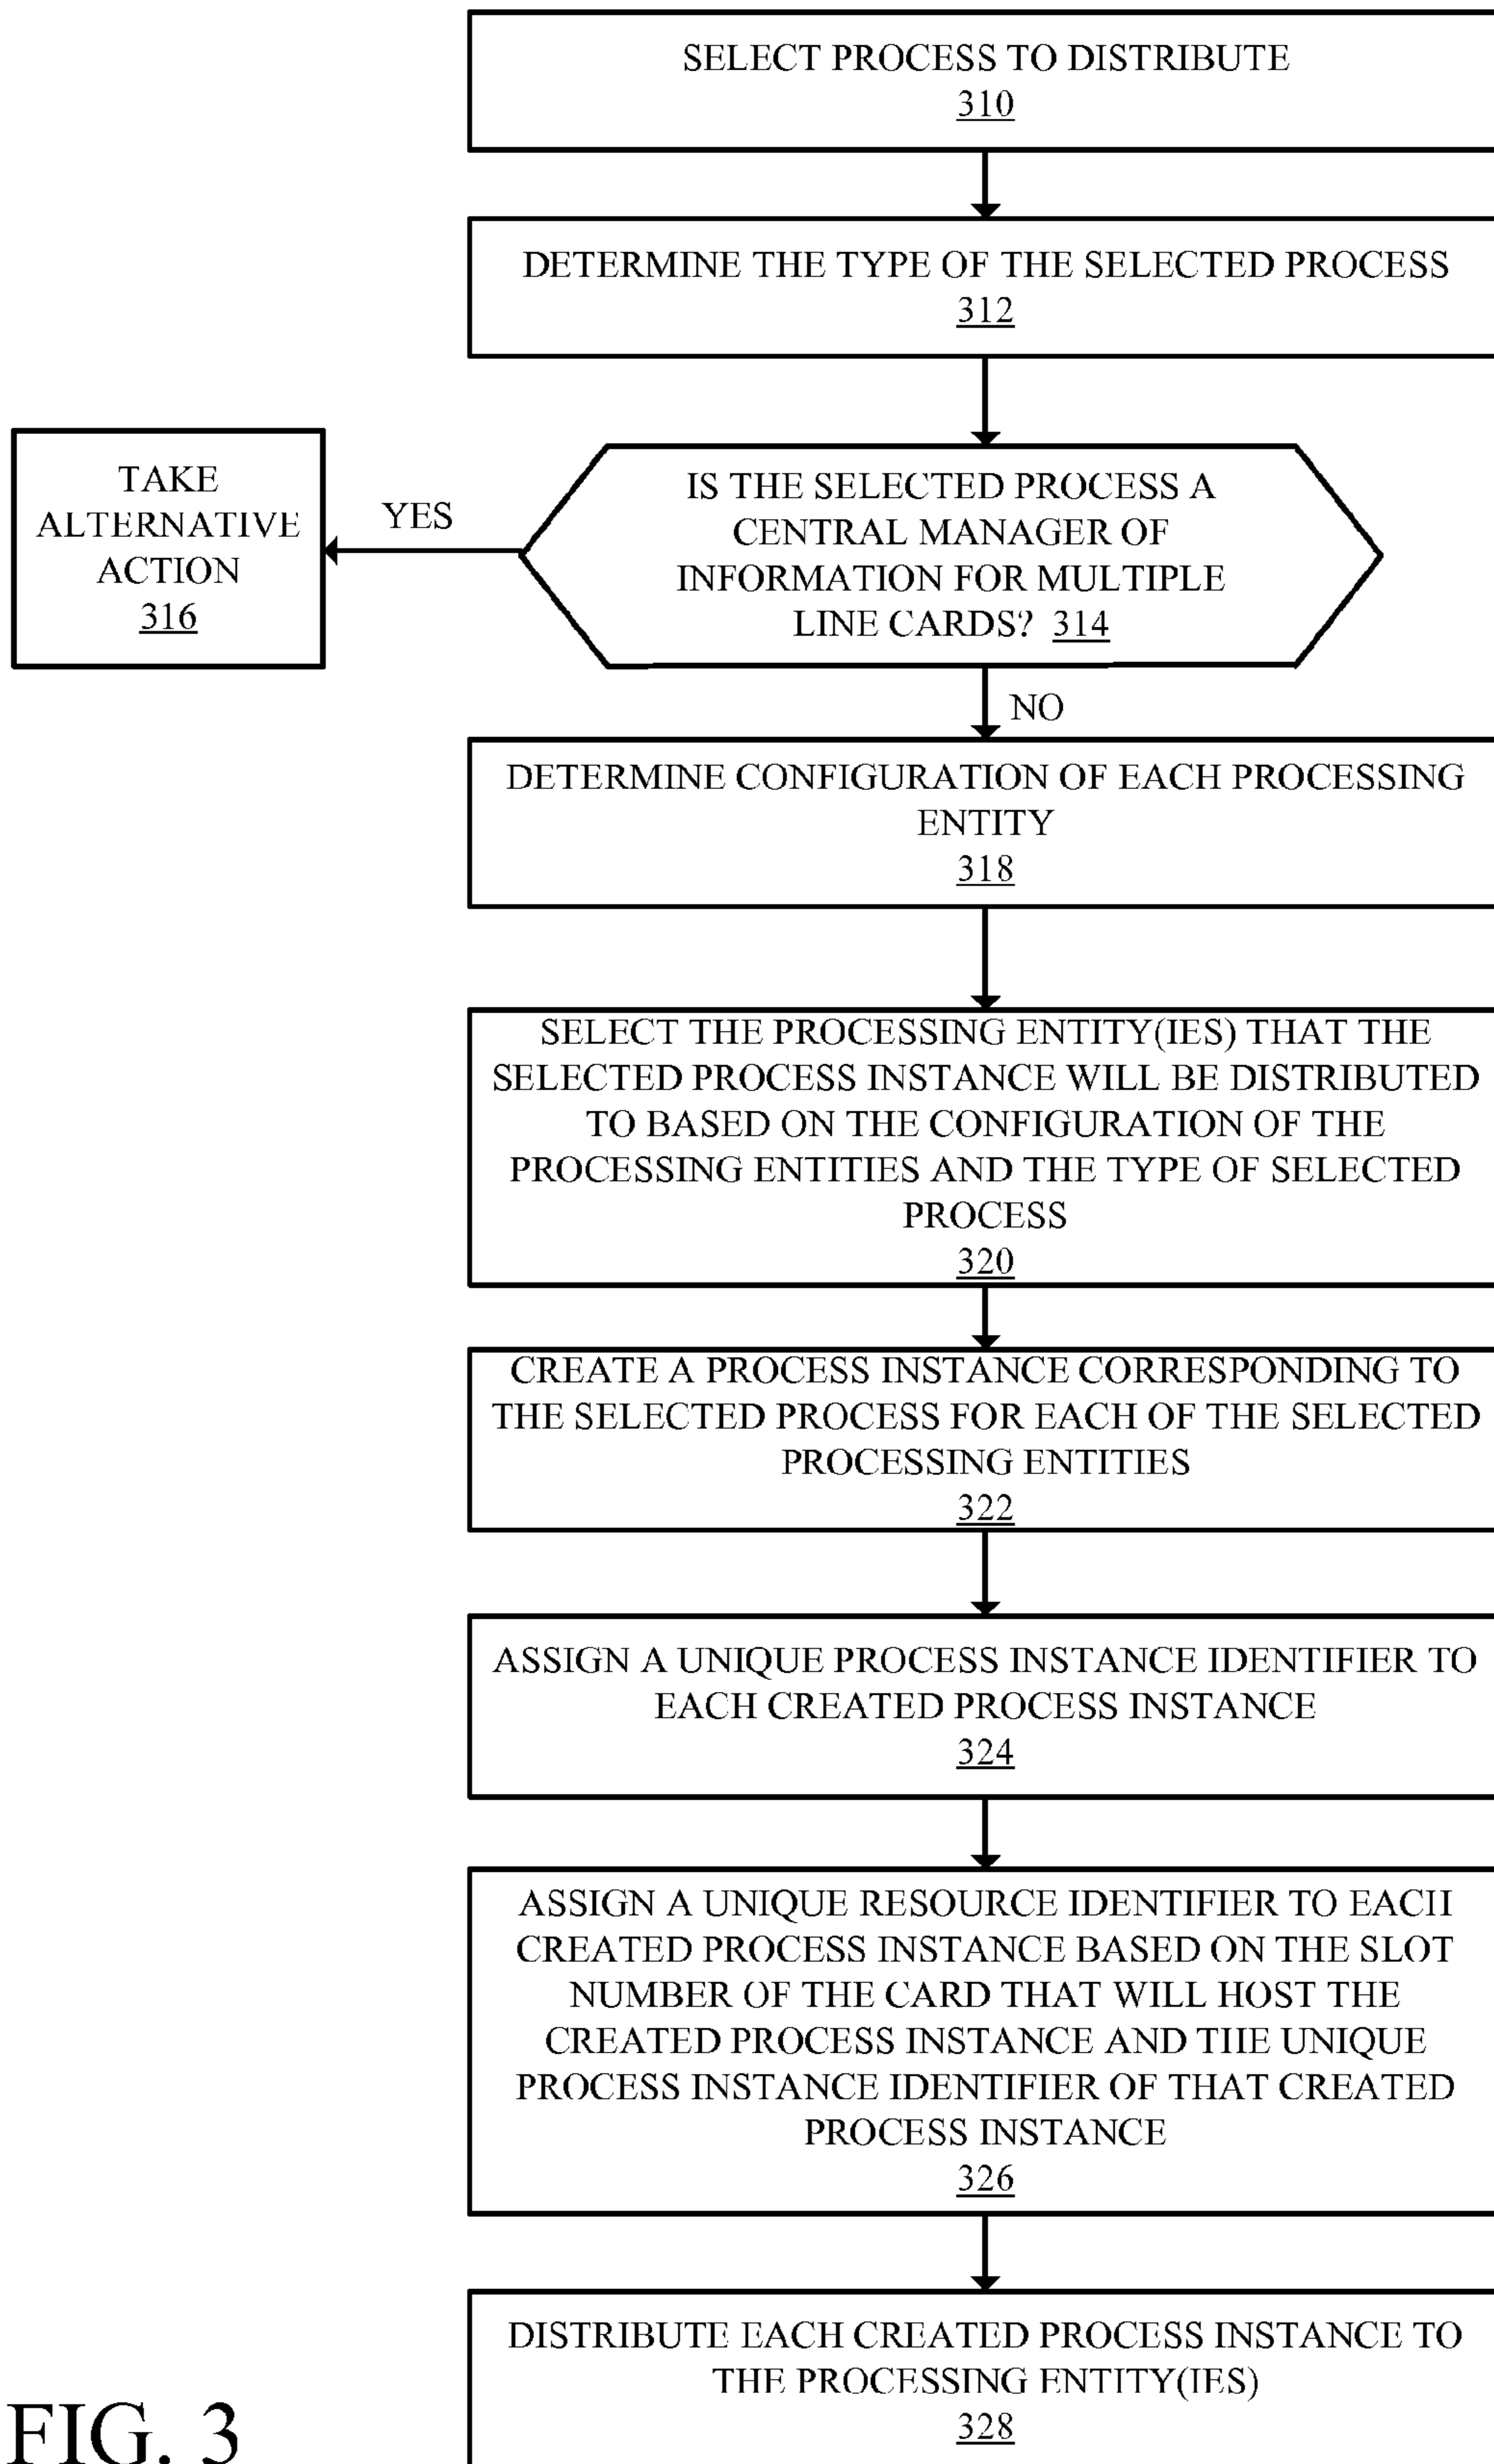 SELECT PROCESS TO DISTRIBUTE
310
DETERMINE THE TYPE OF THE SELECTED PROCESS
312
TAKE
ALTERNATIVE
ACTION
316
YES
IS THE SELECTED PROCESS A
CENTRAL MANAGER OF
INFORMATION FOR MULTIPLE
LINE CARDS? 314
NO
DETERMINE CONFIGURATION OF EACH PROCESSING
ENTITY
318
SELECT THE PROCESSING ENTITY(IES) THAT THE
SELECTED PROCESS INSTANCE WILL BE DISTRIBUTED
TO BASED ON THE CONFIGURATION OF THE
PROCESSING ENTITIES AND THE TYPE OF SELECTED
PROCESS
320
CREATE A PROCESS INSTANCE CORRESPONDING TO
THE SELECTED PROCESS FOR EACH OF THE SELECTED
PROCESSING ENTITIES
322
ASSIGN A UNIQUE PROCESS INSTANCE IDENTIFIER TO
EACH CREATED PROCESS INSTANCE
324
ASSIGN A UNIQUE RESOURCE IDENTIFIER TO EACH
CREATED PROCESS INSTANCE BASED ON THE SLOT
NUMBER OF THE CARD THAT WILL HOST THE
CREATED PROCESS INSTANCE AND THE UNIQUE
PROCESS INSTANCE IDENTIFIER OF THAT CREATED
PROCESS INSTANCE
326
DISTRIBUTE EACH CREATED PROCESS INSTANCE TO
THE PROCESSING ENTITY(IES)
328
FIG. 3